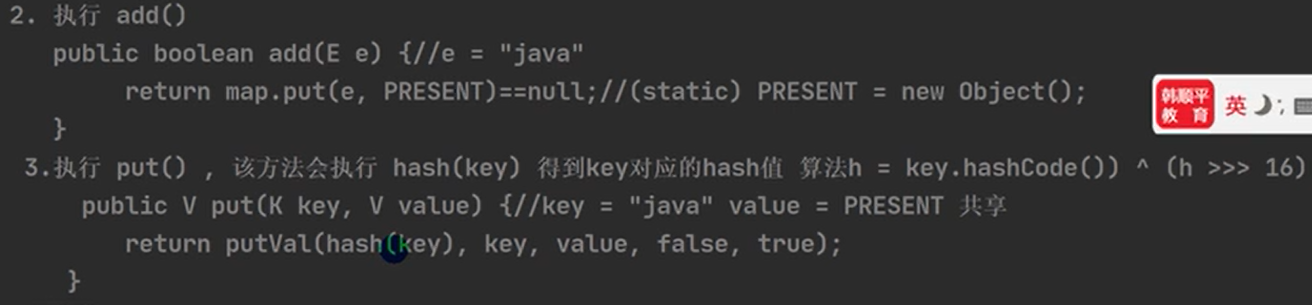 2. 执行 add()
public boolean add(E e) {//e = "java"
return map.put(e, PRESENT)==null;//(static) PRESENT = new Object();
}
韩顺平
教 育
英
3.执行 put() , 该方法会执行 hash(key) 得到key对应的hash值 算法h = key.hashCode()) ^ (h >>> 16)
public V put(K key, V value) {//key = "java" value = PRESENT 共享
return putVal(hash(key), key, value, false, true);
}